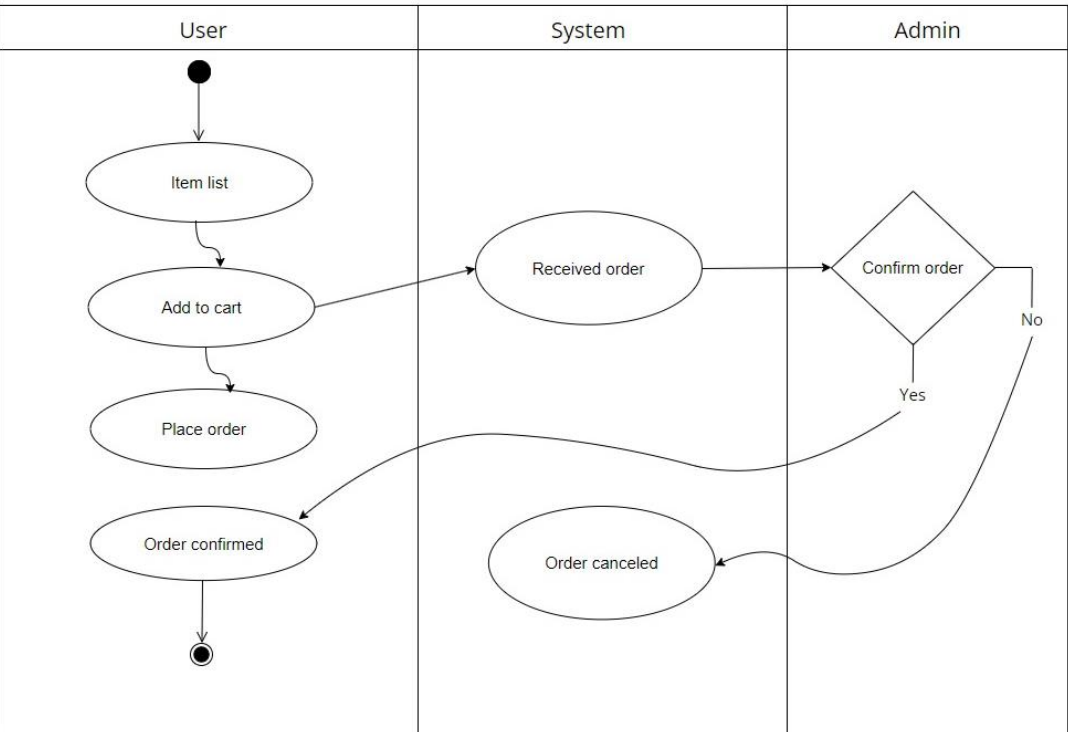 User
System
Admin
Item list
Add to cart
Received order
Confirm order
No
Yes
Place order
Order confirmed
Order canceled